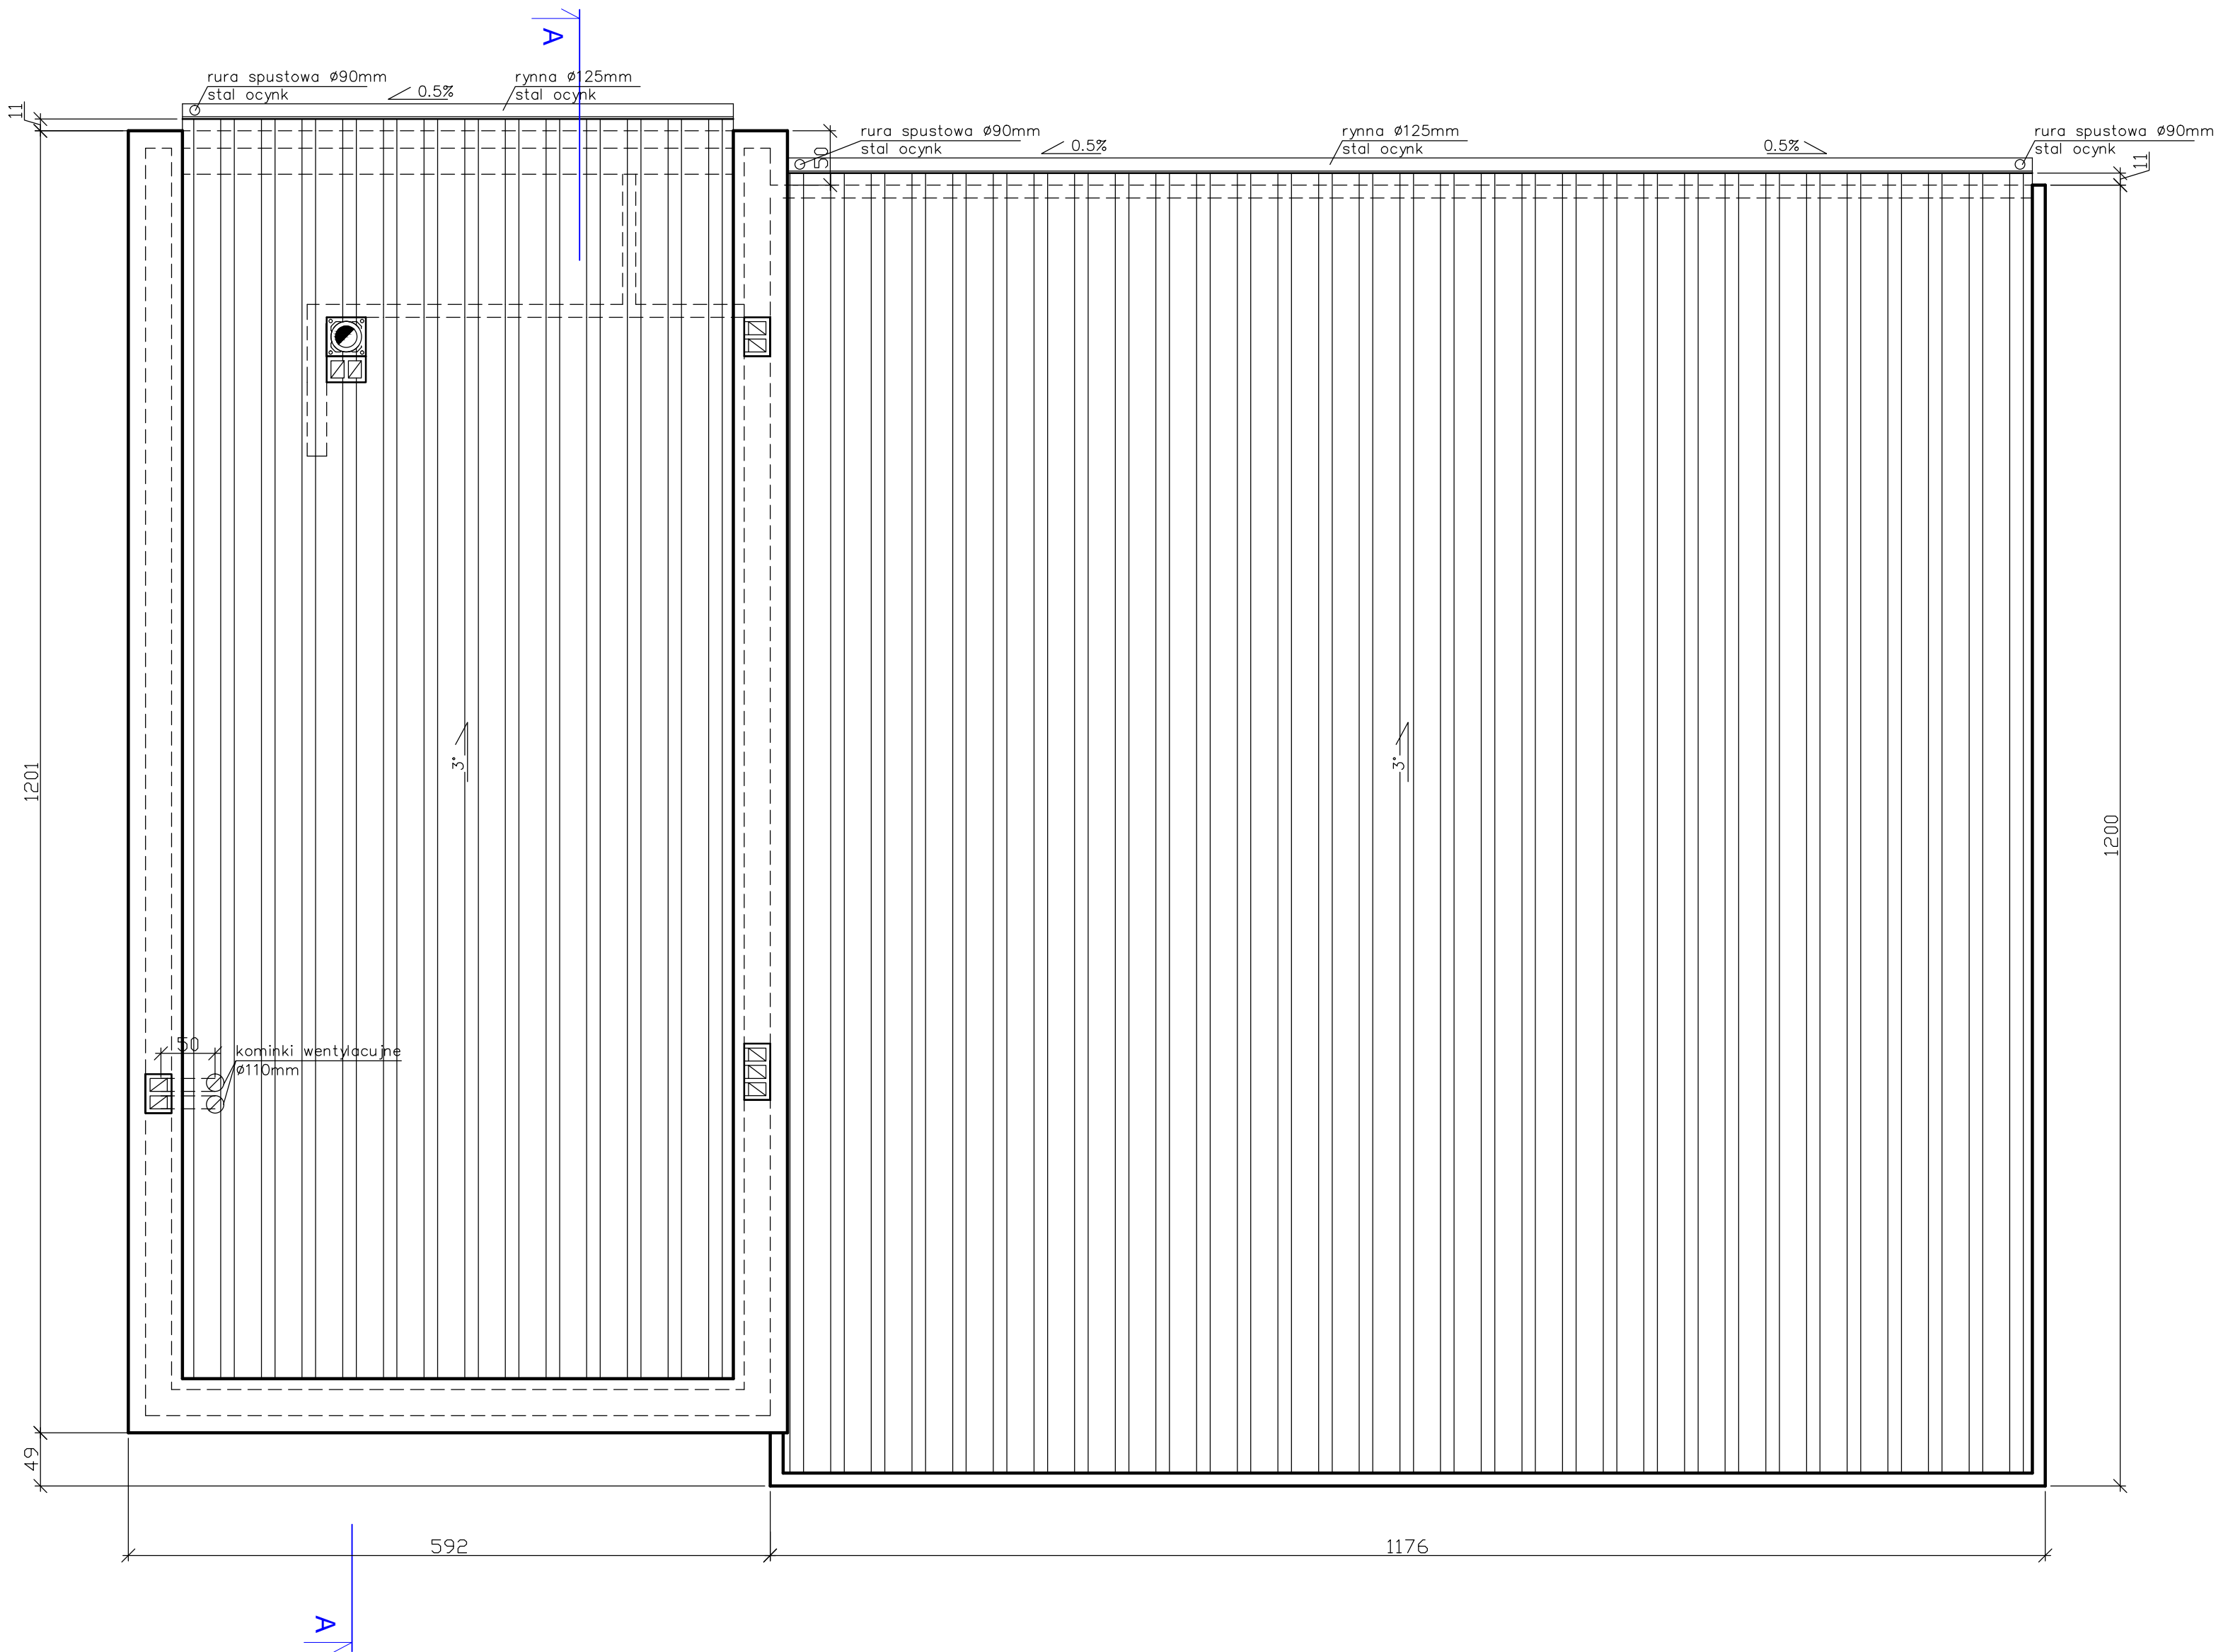 A
rura spustowa Ø90mm
stal ocynk
0.5%
rynna Ø125mm
stal ocynk
11
rura spustowa Ø90mm
stal ocynk
50
0.5%
rynna Ø125mm
stal ocynk
0.5%
rura spustowa Ø90mm
stal ocynk
11
3°
3°
1201
1200
50
kominki wentylacujne
Ø110mm
49
592
1176
A